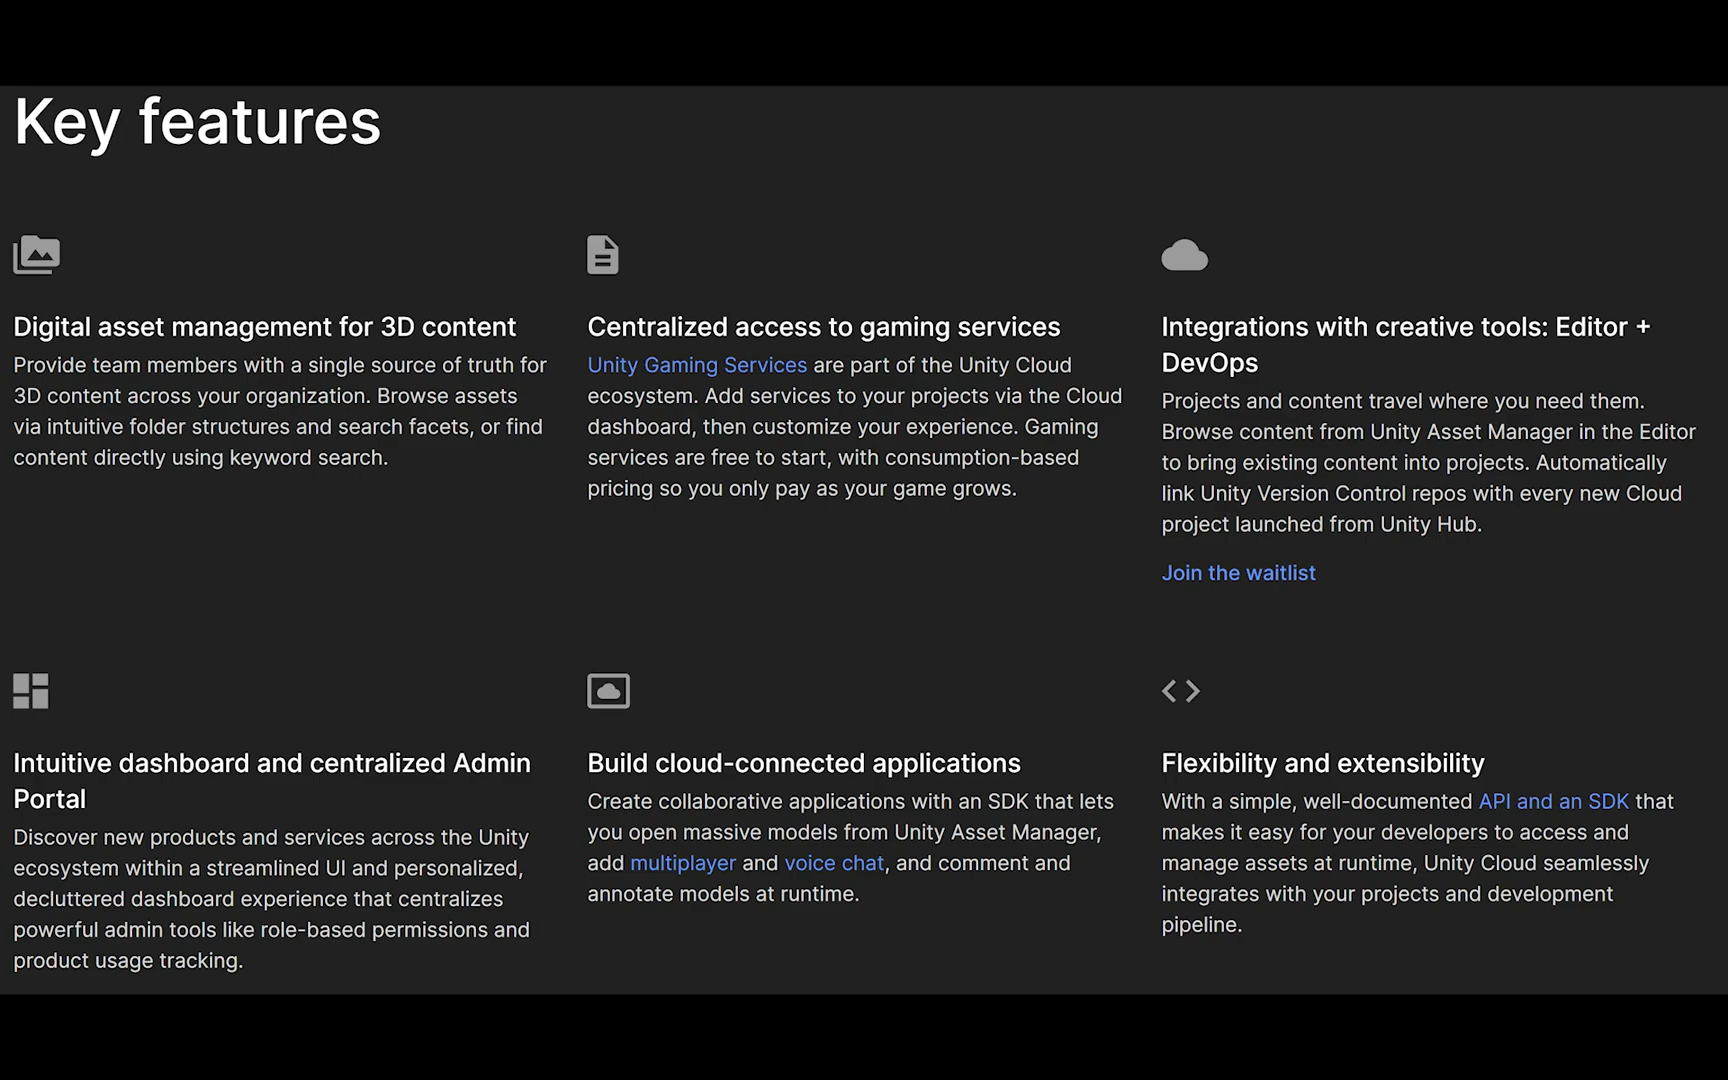 Key features
Digital asset management for 3D content
Provide team members with a single source of truth for
3D content across your organization. Browse assets
via intuitive folder structures and search facets, or find
content directly using keyword search.
Centralized access to gaming services
Unity Gaming Services are part of the Unity Cloud
ecosystem. Add services to your projects via the Cloud
dashboard, then customize your experience. Gaming
services are free to start, with consumption-based
pricing so you only pay as your game grows.
Integrations with creative tools: Editor +
DevOps
Projects and content travel where you need them.
Browse content from Unity Asset Manager in the Editor
to bring existing content into projects. Automatically
link Unity Version Control repos with every new Cloud
project launched from Unity Hub.
Join the waitlist
Intuitive dashboard and centralized Admin
Portal
Discover new products and services across the Unity
ecosystem within a streamlined UI and personalized,
decluttered dashboard experience that centralizes
powerful admin tools like role-based permissions and
product usage tracking.
Build cloud-connected applications
Create collaborative applications with an SDK that lets
you open massive models from Unity Asset Manager,
add multiplayer and voice chat, and comment and
annotate models at runtime.
Flexibility and extensibility
With a simple, well-documented API and an SDK that
makes it easy for your developers to access and
manage assets at runtime, Unity Cloud seamlessly
integrates with your projects and development
pipeline.